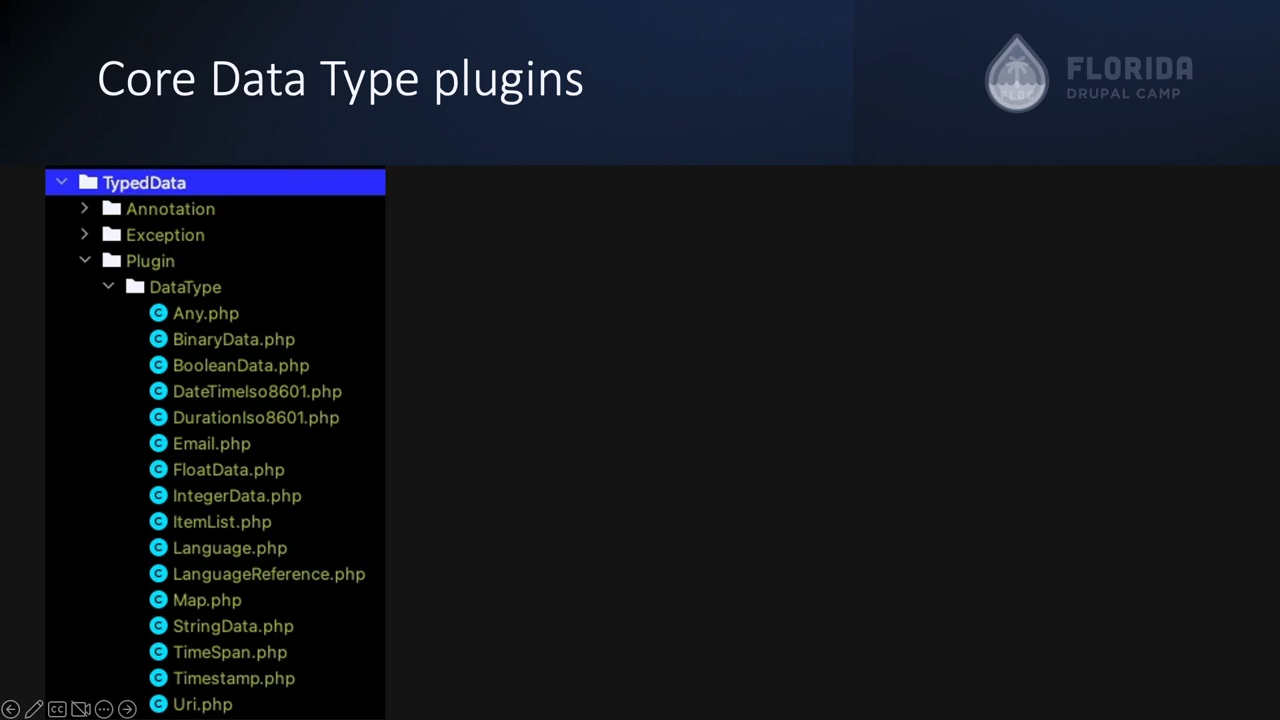 Core Data Type plugins
FLORIDA
DRUPAL CAMP
FLDC
TypedData
Annotation
Exception
Plugin
DataType
Any.php
BinaryData.php
BooleanData.php
DateTimeIso8601.php
DurationIso8601.php
Email.php
FloatData.php
IntegerData.php
ItemList.php
Language.php
LanguageReference.php
Map.php
StringData.php
TimeSpan.php
Timestamp.php
Uri.php